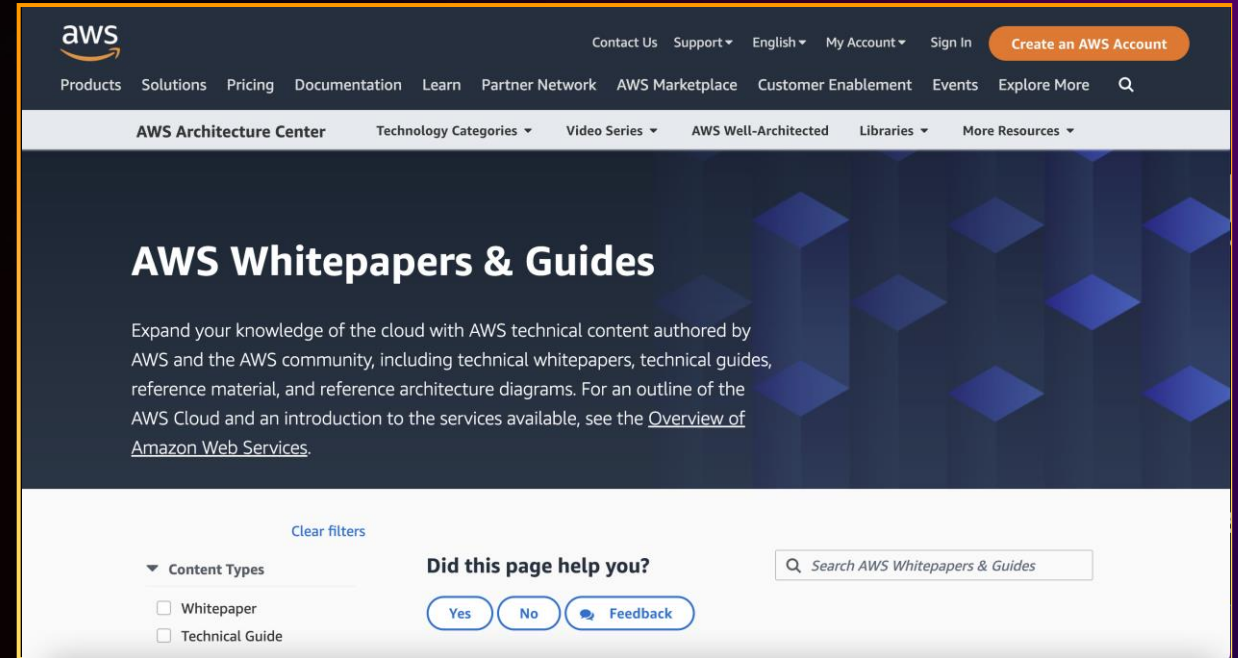 aws
Contact Us Support English My Account Sign In Create an AWS Account
Products Solutions Pricing Documentation Learn Partner Network AWS Marketplace Customer Enablement Events Explore More
AWS Architecture Center Technology Categories Video Series AWS Well-Architected Libraries More Resources
AWS Whitepapers & Guides
Expand your knowledge of the cloud with AWS technical content authored by
AWS and the AWS community, including technical whitepapers, technical guides,
reference material, and reference architecture diagrams. For an outline of the
AWS Cloud and an introduction to the services available, see the Overview of
Amazon Web Services.
Clear filters
Content Types
Whitepaper
Technical Guide
Did this page help you?
Yes No Feedback
Search AWS Whitepapers & Guides